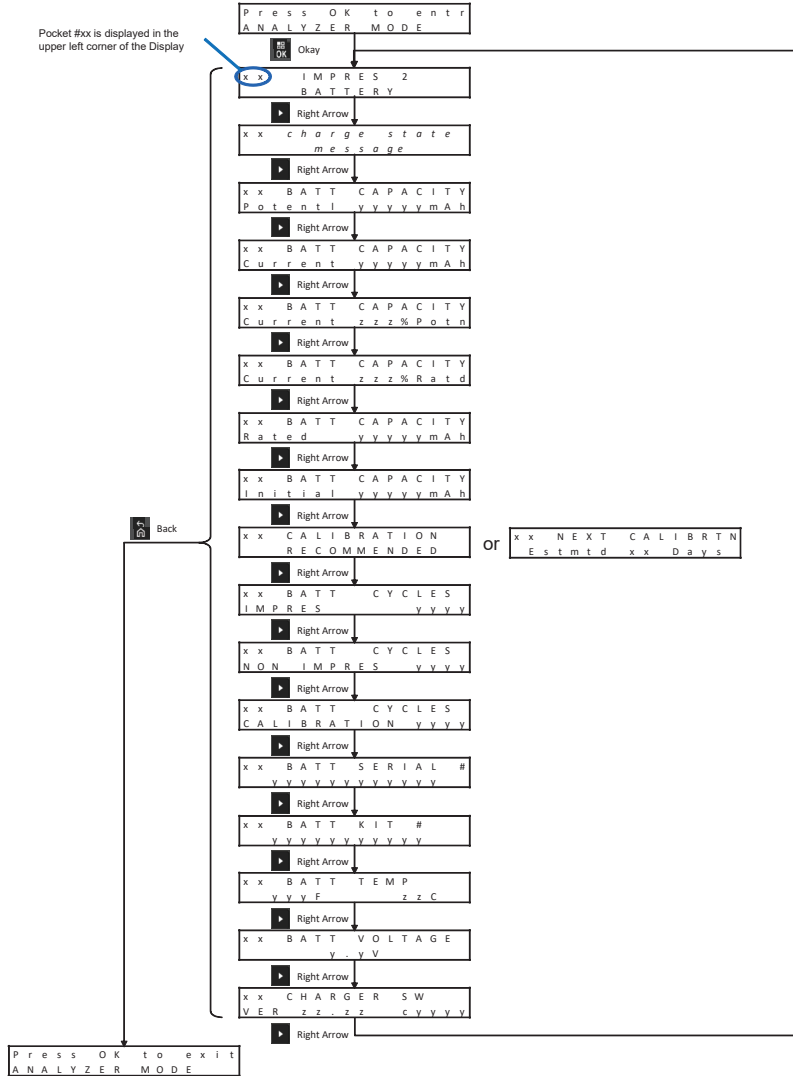 Press OK to entr
ANALYZER MODE
Pocket #xx is displayed in the
upper left corner of the Display
OK
Okay
xx IMPRES 2
BATTERY
Right Arrow
xx charge state
message
Right Arrow
xx BATT CAPACITY
Potentl yyyyymAh
Right Arrow
xx BATT CAPACITY
Current yyyyymAh
Right Arrow
xx BATT CAPACITY
Current zzz%Potn
Right Arrow
xx BATT CAPACITY
Current zzz%Ratd
Right Arrow
xx BATT CAPACITY
Rated yyyyymAh
Right Arrow
xx BATT CAPACITY
Initial yyyyymAh
Right Arrow
Back
xx CALIBRATION
RECOMMENDED
or
xx NEXT CALIBRTN
Estmtd xx Days
Right Arrow
xx BATT CYCLES
IMPRES yyyy
Right Arrow
xx BATT CYCLES
NON IMPRES yyyy
Right Arrow
xx BATT CYCLES
CALIBRATION yyyy
Right Arrow
xx BATT SERIAL #
yyyyyyyyyyyy
Right Arrow
xx BATT KIT #
yyyyyyyyyyy
Right Arrow
xx BATT TEMP
yyyF zzC
Right Arrow
xx BATT VOLTAGE
y.yV
Right Arrow
xx CHARGER SW
VER zz.zz cyyyy
Right Arrow
Press OK to exit
ANALYZER MODE